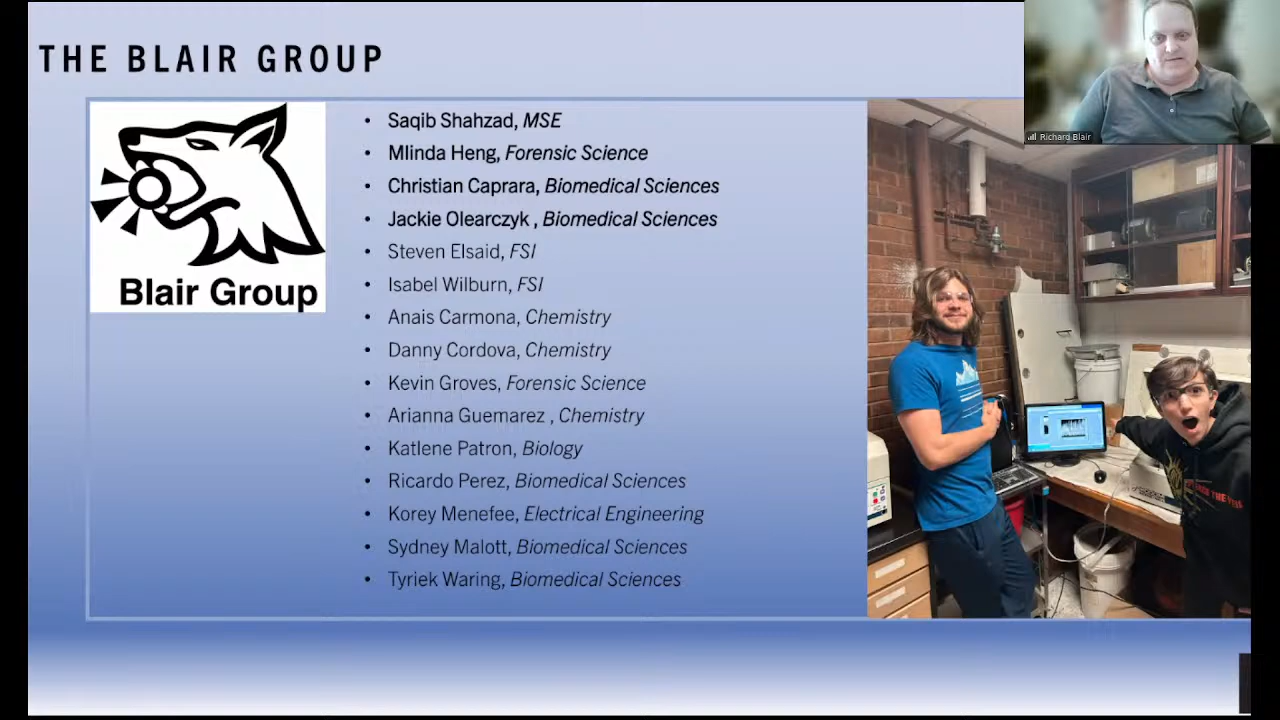 THE BLAIR GROUP
Blair Group
• Saqib Shahzad, MSE
• Mlinda Heng, Forensic Science
• Christian Caprara, Biomedical Sciences
• Jackie Olearczyk , Biomedical Sciences
• Steven Elsaid, FSI
• Isabel Wilburn, FSI
• Anais Carmona, Chemistry
• Danny Cordova, Chemistry
• Kevin Groves, Forensic Science
• Arianna Guemarez , Chemistry
• Katlene Patron, Biology
• Ricardo Perez, Biomedical Sciences
• Korey Menefee, Electrical Engineering
• Sydney Malott, Biomedical Sciences
• Tyriek Waring, Biomedical Sciences
Richard Blair